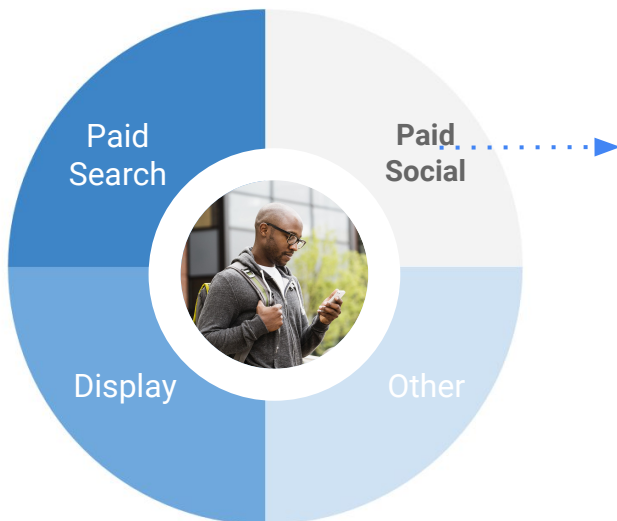 Paid
Search
Paid
Social
Display
Other